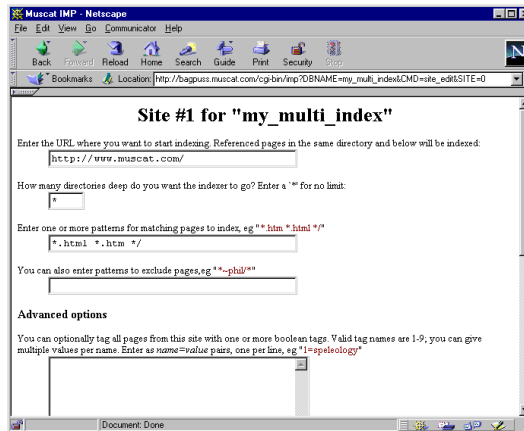 Muscat IMP - Netscape
File Edit View Go Communicator Help
Back Forward Reload Home Search Guide Print Security Stop
N
Bookmarks Location: http://bagpuss.muscat.com/cgi-bin/imp?DBNAME=my_multi_index&CMD=site_edit&SITE=0
Site #1 for "my_multi_index"
Enter the URL where you want to start indexing. Referenced pages in the same directory and below will be indexed:
http://www.muscat.com/
How many directories deep do you want the indexer to go? Enter a `*' for no limit:
*
Enter one or more patterns for matching pages to index, eg "*.htm *.html */"
*.html *.htm */
You can also enter patterns to exclude pages,eg "*~phil/*"
Advanced options
You can optionally tag all pages from this site with one or more boolean tags. Valid tag names are 1-9; you can give
multiple values per name. Enter as name=value pairs, one per line, eg "1=speleology"
Document: Done